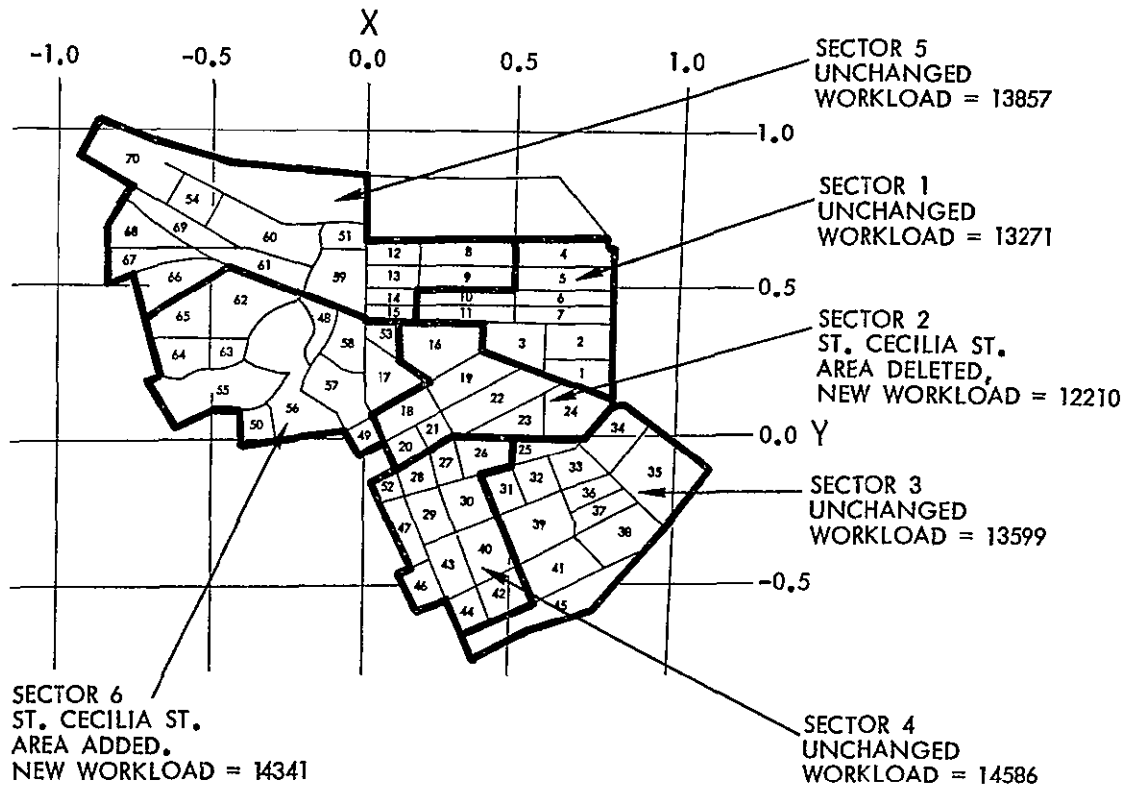 X
-1.0 -0.5 0.0 0.5 1.0
SECTOR 5
UNCHANGED
WORKLOAD = 13857
1.0
SECTOR 1
UNCHANGED
WORKLOAD = 13271
0.5
SECTOR 2
ST. CECILIA ST.
AREA DELETED,
NEW WORKLOAD = 12210
0.0 Y
SECTOR 3
UNCHANGED
WORKLOAD = 13599
-0.5
SECTOR 4
UNCHANGED
WORKLOAD = 14586
SECTOR 6
ST. CECILIA ST.
AREA ADDED.
NEW WORKLOAD = 14341
70
54
68 69 60 51
12 8 4
67 61 59 13 9 5
66
62 14 10 6
65 48 15 11 7
53
58 16 3 2
64 63
17 19 1
55 57
56 18 22 24
50 21 23
49 20 34
26 25
27
52 28 33 35
31 32
29 30 36
37
47 39 38
40
43 41
46 42
44 45